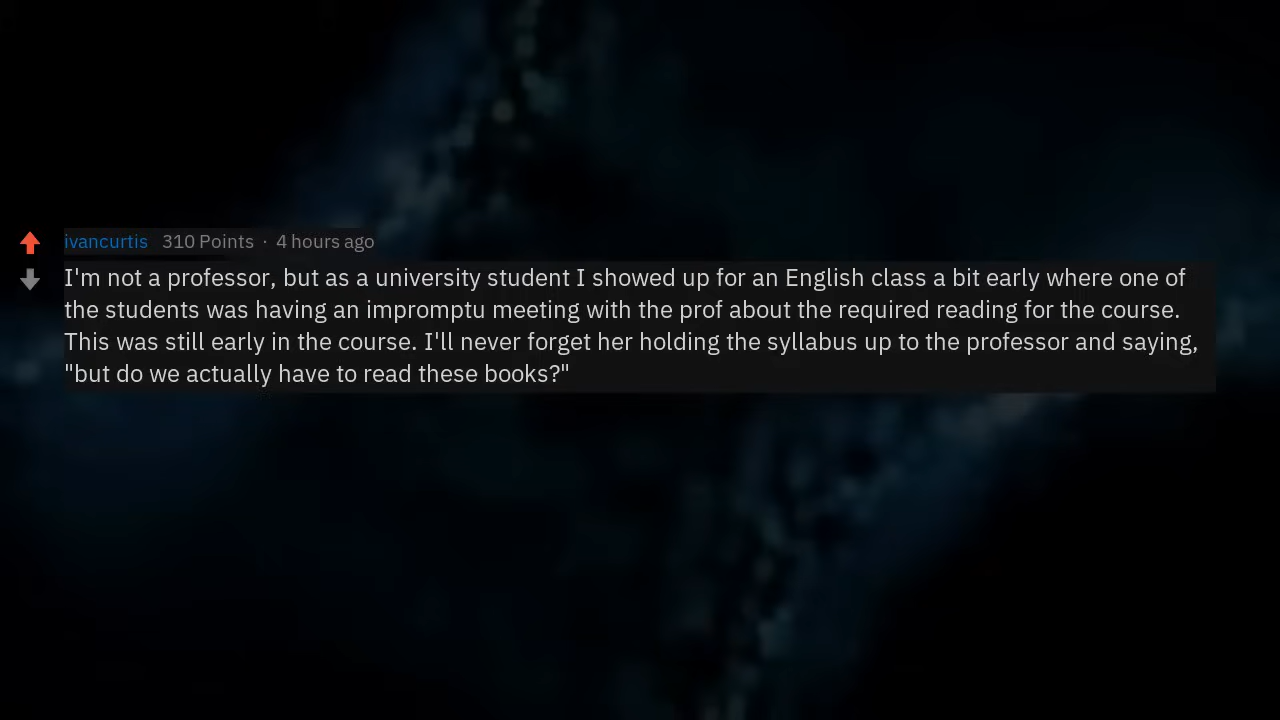 ivancurtis 310 Points · 4 hours ago
I'm not a professor, but as a university student I showed up for an English class a bit early where one of
the students was having an impromptu meeting with the prof about the required reading for the course.
This was still early in the course. I'll never forget her holding the syllabus up to the professor and saying,
"but do we actually have to read these books?"